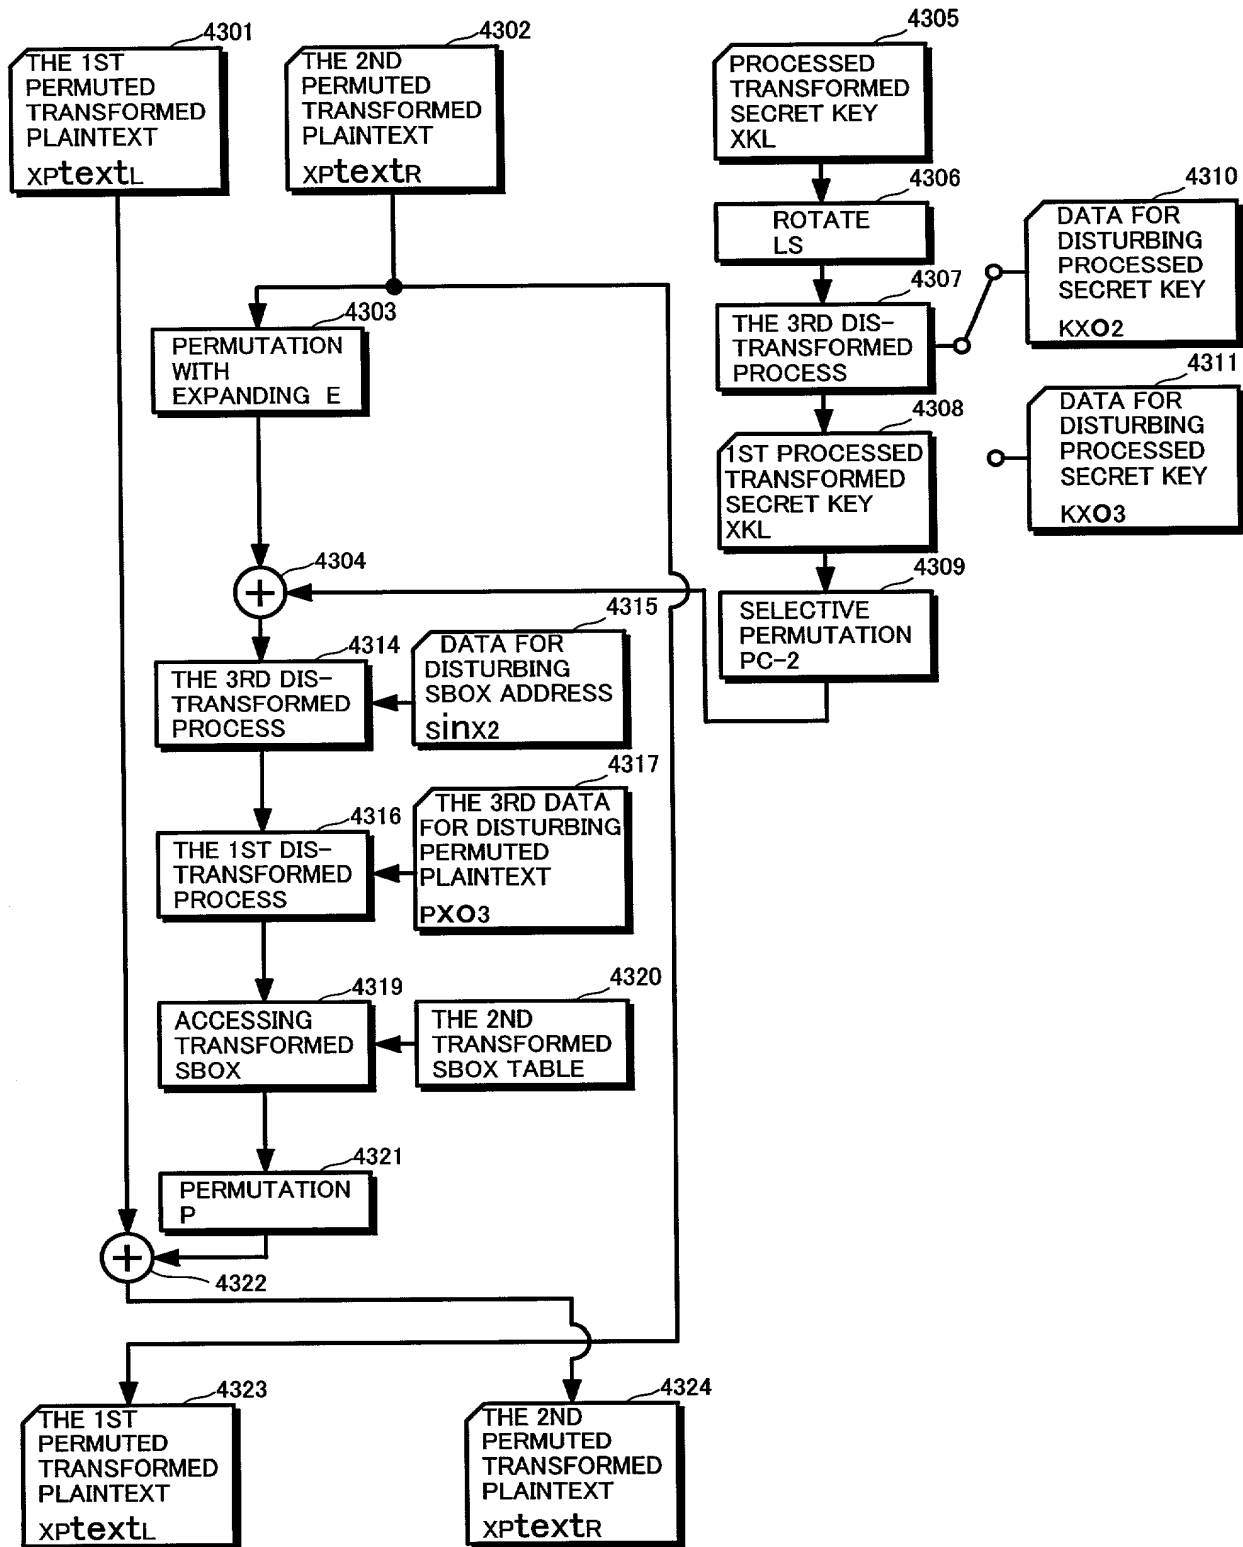 4301
THE 1ST
PERMUTED
TRANSFORMED
PLAINTEXT
XPtextL
4302
THE 2ND
PERMUTED
TRANSFORMED
PLAINTEXT
XPtextR
4305
PROCESSED
TRANSFORMED
SECRET KEY
XKL
4306
ROTATE
LS
4310
DATA FOR
DISTURBING
PROCESSED
SECRET KEY
KXO2
4307
THE 3RD DIS-
TRANSFORMED
PROCESS
4303
PERMUTATION
WITH
EXPANDING E
4311
DATA FOR
DISTURBING
PROCESSED
SECRET KEY
KXO3
4308
1ST PROCESSED
TRANSFORMED
SECRET KEY
XKL
4304
4309
SELECTIVE
PERMUTATION
PC-2
4314
THE 3RD DIS-
TRANSFORMED
PROCESS
4315
DATA FOR
DISTURBING
SBOX ADDRESS
sinX2
4316
THE 1ST DIS-
TRANSFORMED
PROCESS
4317
THE 3RD DATA
FOR DISTURBING
PERMUTED
PLAINTEXT
PXO3
4319
ACCESSING
TRANSFORMED
SBOX
4320
THE 2ND
TRANSFORMED
SBOX TABLE
4321
PERMUTATION
P
4322
4323
THE 1ST
PERMUTED
TRANSFORMED
PLAINTEXT
XPtextL
4324
THE 2ND
PERMUTED
TRANSFORMED
PLAINTEXT
XPtextR